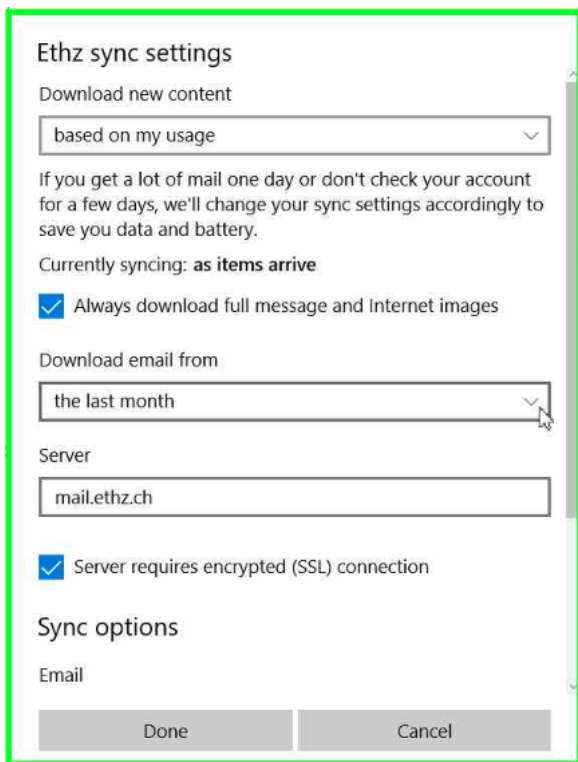 Ethz sync settings
Download new content
based on my usage
If you get a lot of mail one day or don't check your account
for a few days, we'll change your sync settings accordingly to
save you data and battery.
Currently syncing: as items arrive
Always download full message and Internet images
Download email from
the last month
Server
mail.ethz.ch
Server requires encrypted (SSL) connection
Sync options
Email
Done
Cancel